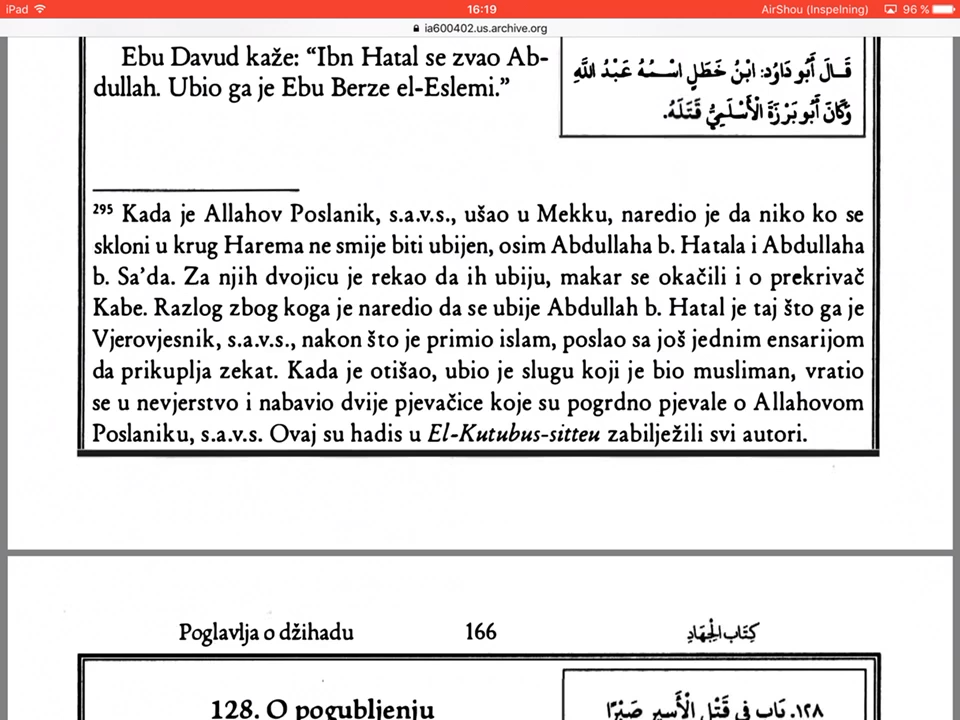 iPad 16:19 AirShou (Inspelning) 96 %
ia600402.us.archive.org
Ebu Davud kaže: “Ibn Hatal se zvao Ab-
dullah. Ubio ga je Ebu Berze el-Eslemi.”
قَالَ أَبُو دَاوُد: ابْنُ خَطَلٍ اسْمُهُ عَبْدُ اللَّهِ
وَكَانَ أَبُو بَرْزَةَ الْأَسْلَمِيُّ قَتَلَهُ.
295 Kada je Allahov Poslanik, s.a.v.s., ušao u Mekku, naredio je da niko ko se
skloni u krug Harema ne smije biti ubijen, osim Abdullaha b. Hatala i Abdullaha
b. Sa’da. Za njih dvojicu je rekao da ih ubiju, makar se okačili i o prekrivač
Kabe. Razlog zbog koga je naredio da se ubije Abdullah b. Hatal je taj što ga je
Vjerovjesnik, s.a.v.s., nakon što je primio islam, poslao sa još jednim ensarijom
da prikuplja zekat. Kada je otišao, ubio je slugu koji je bio musliman, vratio
se u nevjerstvo i nabavio dvije pjevačice koje su pogrdno pjevale o Allahovom
Poslaniku, s.a.v.s. Ovaj su hadis u El-Kutubus-sitteu zabilježili svi autori.
Poglavlja o džihadu 166 كِتَاب الْجِهَادِ
128. O pogubljenju
١٢٨. بَاب فِي قَتْلِ الْأَسِيرِ صَبْرًا